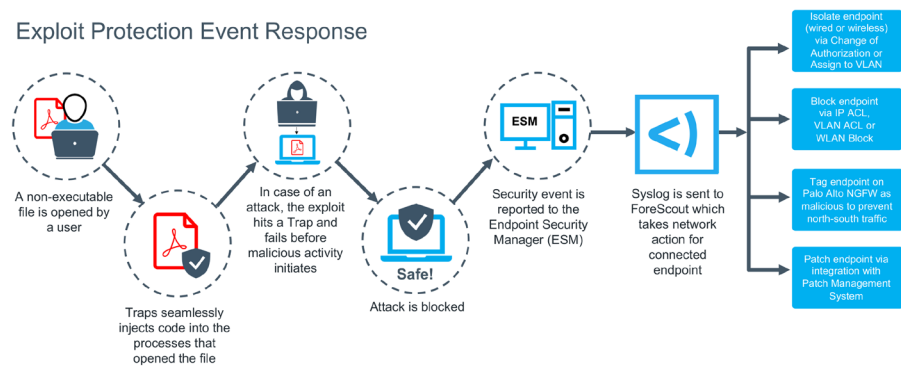 Exploit Protection Event Response
A non-executable
file is opened by
a user
Traps seamlessly
injects code into the
processes that
opened the file
In case of an
attack, the exploit
hits a Trap and
fails before
malicious activity
initiates
Safe!
Attack is blocked
ESM
Security event is
reported to the
Endpoint Security
Manager (ESM)
Syslog is sent to
ForeScout which
takes network
action for
connected
endpoint
Isolate endpoint
(wired or wireless)
via Change of
Authorization or
Assign to VLAN
Block endpoint
via IP ACL,
VLAN ACL or
WLAN Block
Tag endpoint on
Palo Alto NGFW as
malicious to prevent
north-south traffic
Patch endpoint via
integration with
Patch Management
System